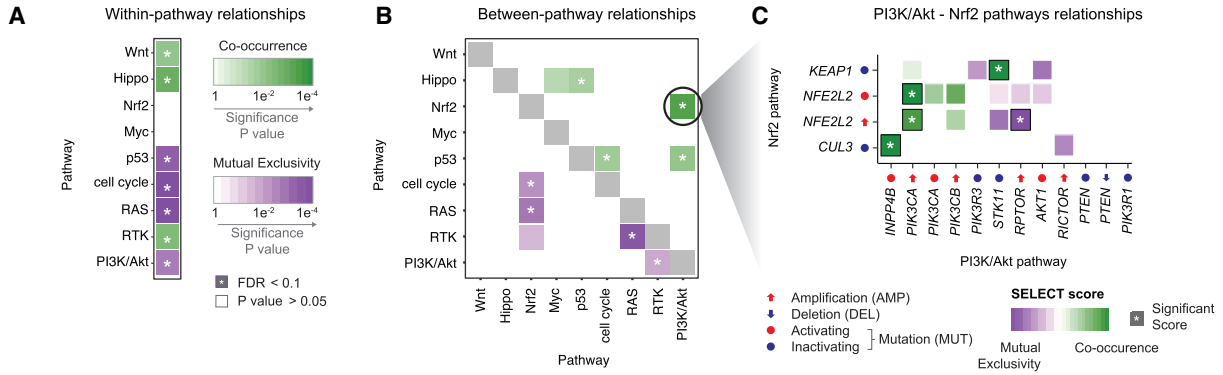 A
Within-pathway relationships
Pathway
Wnt
*
Hippo
*
Nrf2
Myc
p53
*
cell cycle
*
RAS
*
RTK
*
PI3K/Akt
*
Co-occurrence
1 1e-2 1e-4
Significance
P value
Mutual Exclusivity
1 1e-2 1e-4
Significance
P value
* FDR < 0.1
P value > 0.05
B
Between-pathway relationships
Pathway
Wnt
Hippo *
Nrf2 *
Myc
p53 * *
cell cycle *
RAS *
RTK *
PI3K/Akt *
Wnt
Hippo
Nrf2
Myc
p53
cell cycle
RAS
RTK
PI3K/Akt
Pathway
C
PI3K/Akt - Nrf2 pathways relationships
Nrf2 pathway
KEAP1 *
NFE2L2 *
NFE2L2 * *
CUL3 *
INPP4B
PIK3CA
PIK3CA
PIK3CB
PIK3R3
STK11
RPTOR
AKT1
RICTOR
PTEN
PTEN
PIK3R1
PI3K/Akt pathway
Amplification (AMP)
Deletion (DEL)
Activating
Inactivating
Mutation (MUT)
SELECT score
Mutual
Exclusivity
Co-occurence
* Significant
Score